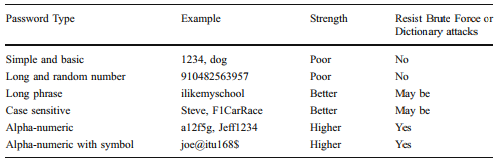 Password Type Example Strength Resist Brute Force or
Dictionary attacks
Simple and basic 1234, dog Poor No
Long and random number 910482563957 Poor No
Long phrase ilikemyschool Better May be
Case sensitive Steve, F1CarRace Better May be
Alpha-numeric a12f5g, Jeff1234 Higher Yes
Alpha-numeric with symbol joe@itu168$ Higher Yes